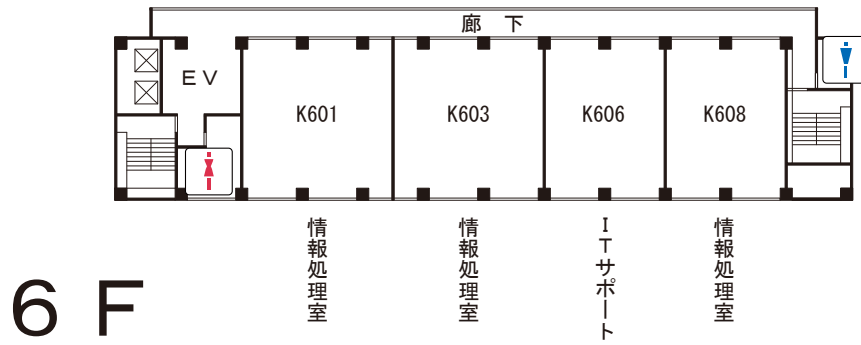 廊 下
EV
K601
K603
K606
K608
情報処理室
情報処理室
ITサポート
情報処理室
6F